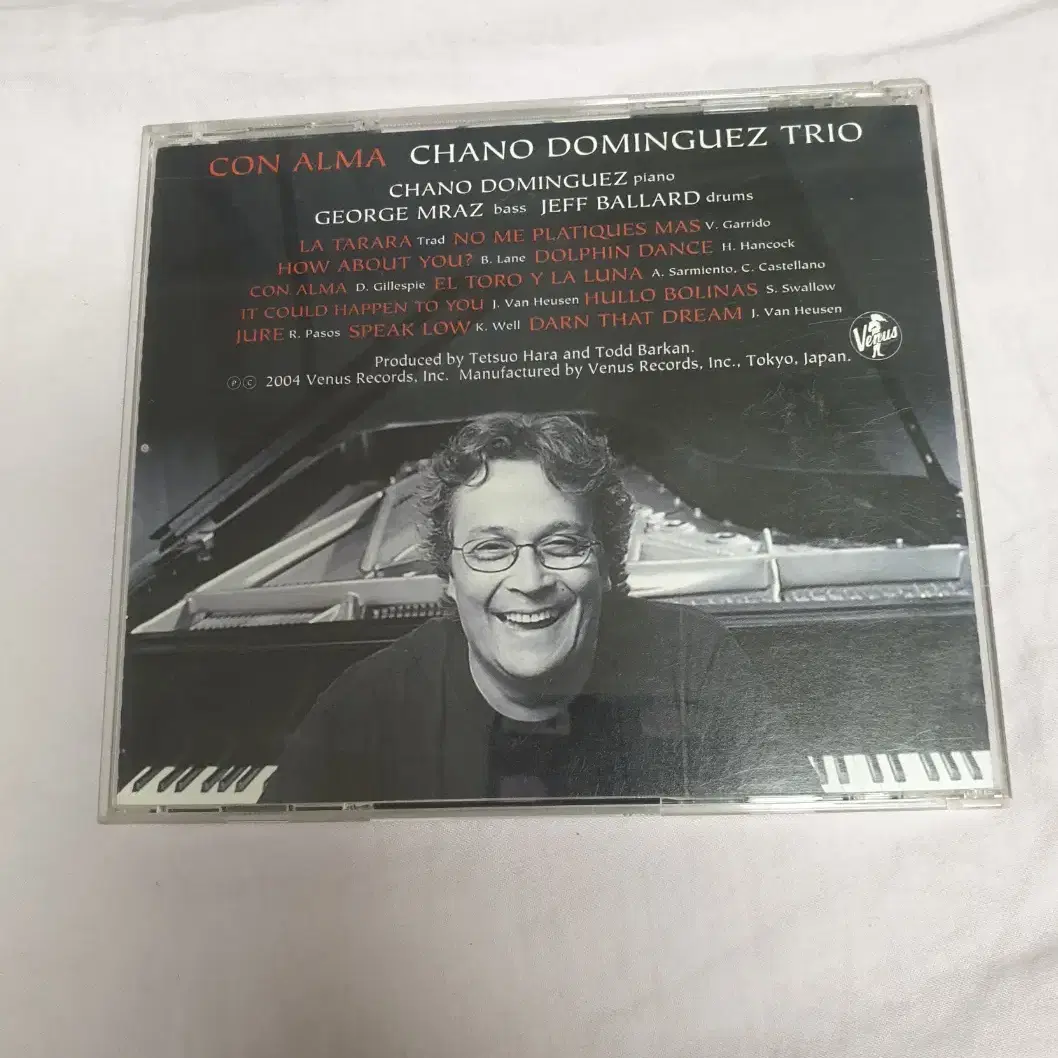 CON ALMA CHANO DOMINGUEZ TRIO
CHANO DOMINGUEZ piano
GEORGE MRAZ bass JEFF BALLARD drums
LA TARARA Trad NO ME PLATIQUES MAS V. Garrido
HOW ABOUT YOU? B. Lane DOLPHIN DANCE H. Hancock
CON ALMA D. Gillespie EL TORO Y LA LUNA A. Sarmiento, C. Castellano
IT COULD HAPPEN TO YOU J. Van Heusen HULLO BOLINAS S. Swallow
JURE R. Pasos SPEAK LOW K. Well DARN THAT DREAM J. Van Heusen
Venus
Produced by Tetsuo Hara and Todd Barkan.
℗© 2004 Venus Records, Inc. Manufactured by Venus Records, Inc., Tokyo, Japan.